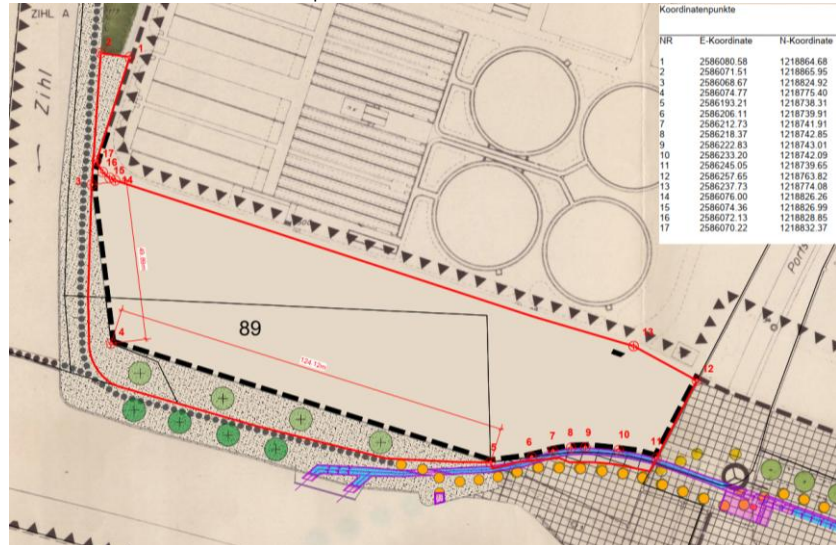 ZIHL A
Zihl
Koordinatenpunkte
NR E-Koordinate N-Koordinate
1 2586080.58 1218864.68
2 2586071.51 1218865.95
3 2586068.67 1218824.92
4 2586074.77 1218775.40
5 2586193.21 1218738.31
6 2586206.11 1218739.91
7 2586212.73 1218741.91
8 2586218.37 1218742.85
9 2586222.83 1218743.01
10 2586233.20 1218742.09
11 2586245.05 1218739.65
12 2586257.65 1218763.82
13 2586237.73 1218774.08
14 2586076.00 1218826.26
15 2586074.36 1218826.99
16 2586072.13 1218828.85
17 2586070.22 1218832.37
1
17
16
15
14
3
4
89
124.12m
13
12
5
6
7
8
9
10
11